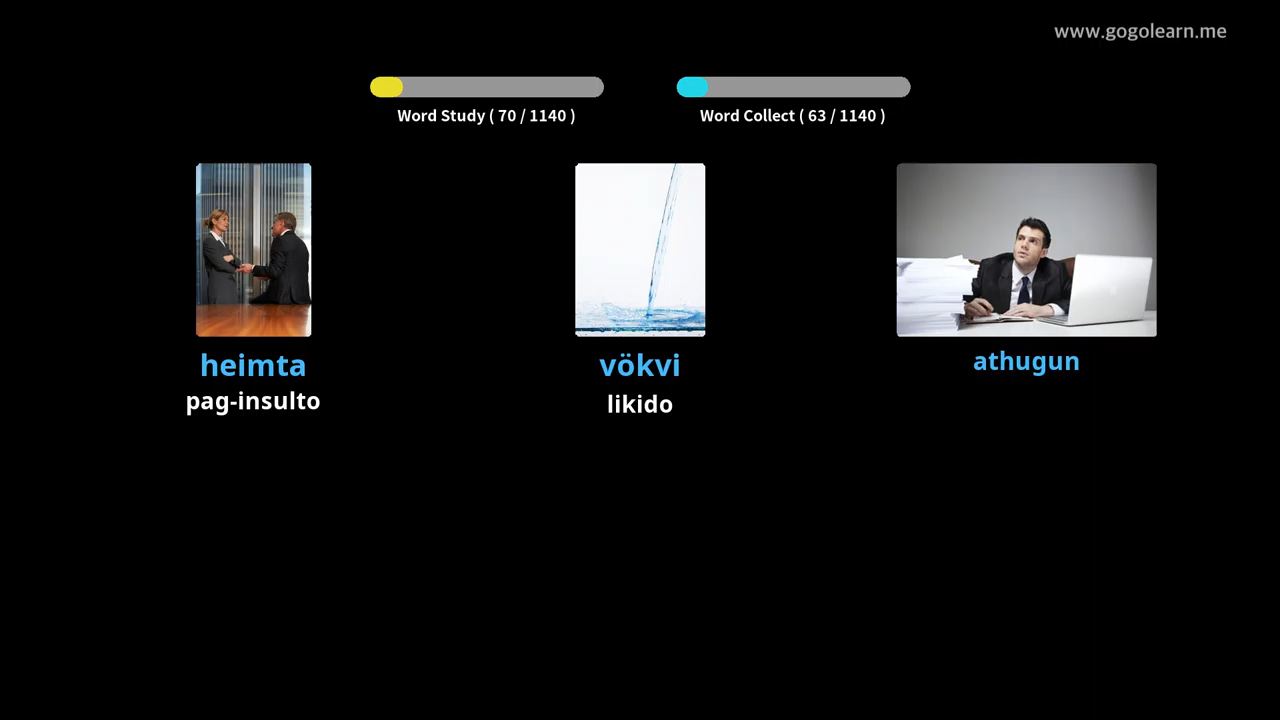 www.gogolearn.me
Word Study ( 70 / 1140 )
Word Collect ( 63 / 1140 )
heimta
pag-insulto
vökvi
likido
athugun